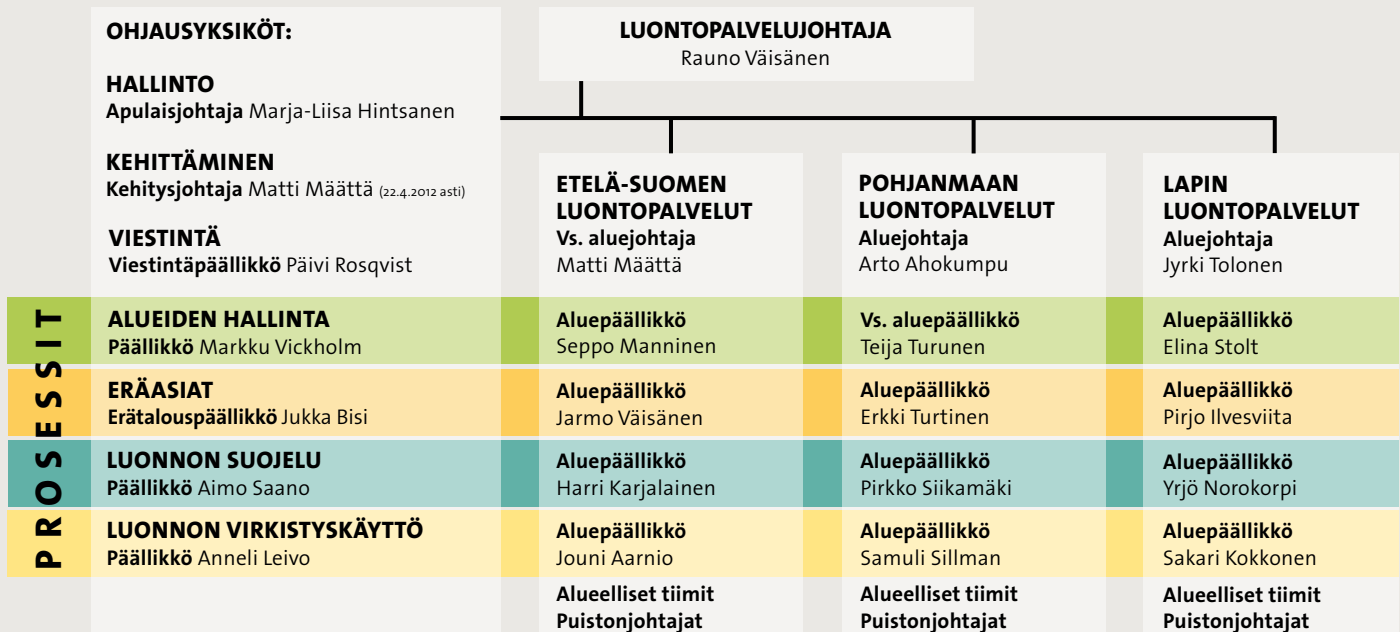 OHJAUSYKSIKÖT:
HALLINTO
Apulaisjohtaja Marja-Liisa Hintsanen
KEHITTÄMINEN
Kehitysjohtaja Matti Määttä (22.4.2012 asti)
VIESTINTÄ
Viestintäpäällikkö Päivi Rosqvist
LUONTOPALVELUJOHTAJA
Rauno Väisänen
ETELÄ-SUOMEN
LUONTOPALVELUT
Vs. aluejohtaja
Matti Määttä
POHJANMAAN
LUONTOPALVELUT
Aluejohtaja
Arto Ahokumpu
LAPIN
LUONTOPALVELUT
Aluejohtaja
Jyrki Tolonen
PROSESSIT
ALUEIDEN HALLINTA
Päällikkö Markku Vickholm
Aluepäällikkö
Seppo Manninen
Vs. aluepäällikkö
Teija Turunen
Aluepäällikkö
Elina Stolt
ERÄASIAT
Erätalouspäällikkö Jukka Bisi
Aluepäällikkö
Jarmo Väisänen
Aluepäällikkö
Erkki Turtinen
Aluepäällikkö
Pirjo Ilvesviita
LUONNON SUOJELU
Päällikkö Aimo Saano
Aluepäällikkö
Harri Karjalainen
Aluepäällikkö
Pirkko Siikamäki
Aluepäällikkö
Yrjö Norokorpi
LUONNON VIRKISTYSKÄYTTÖ
Päällikkö Anneli Leivo
Aluepäällikkö
Jouni Aarnio
Aluepäällikkö
Samuli Sillman
Aluepäällikkö
Sakari Kokkonen
Alueelliset tiimit
Puistonjohtajat
Alueelliset tiimit
Puistonjohtajat
Alueelliset tiimit
Puistonjohtajat